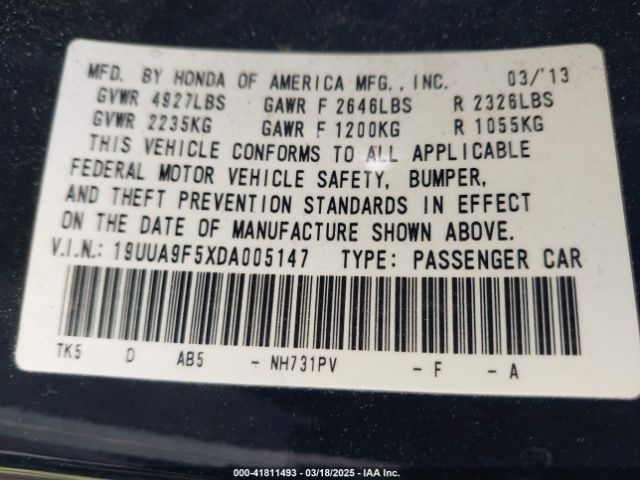 MFD. BY HONDA OF AMERICA MFG., INC. 03/'13
GVWR 4927LBS GAWR F 2646LBS R 2326LBS
GVWR 2235KG GAWR F 1200KG R 1055KG
THIS VEHICLE CONFORMS TO ALL APPLICABLE
FEDERAL MOTOR VEHICLE SAFETY, BUMPER,
AND THEFT PREVENTION STANDARDS IN EFFECT
ON THE DATE OF MANUFACTURE SHOWN ABOVE.
V.I.N.: 19UUA9F5XDA005147 TYPE: PASSENGER CAR
TK5 D AB5 - NH731PV - F - A
000-41811493 - 03/18/2025 - IAA Inc.